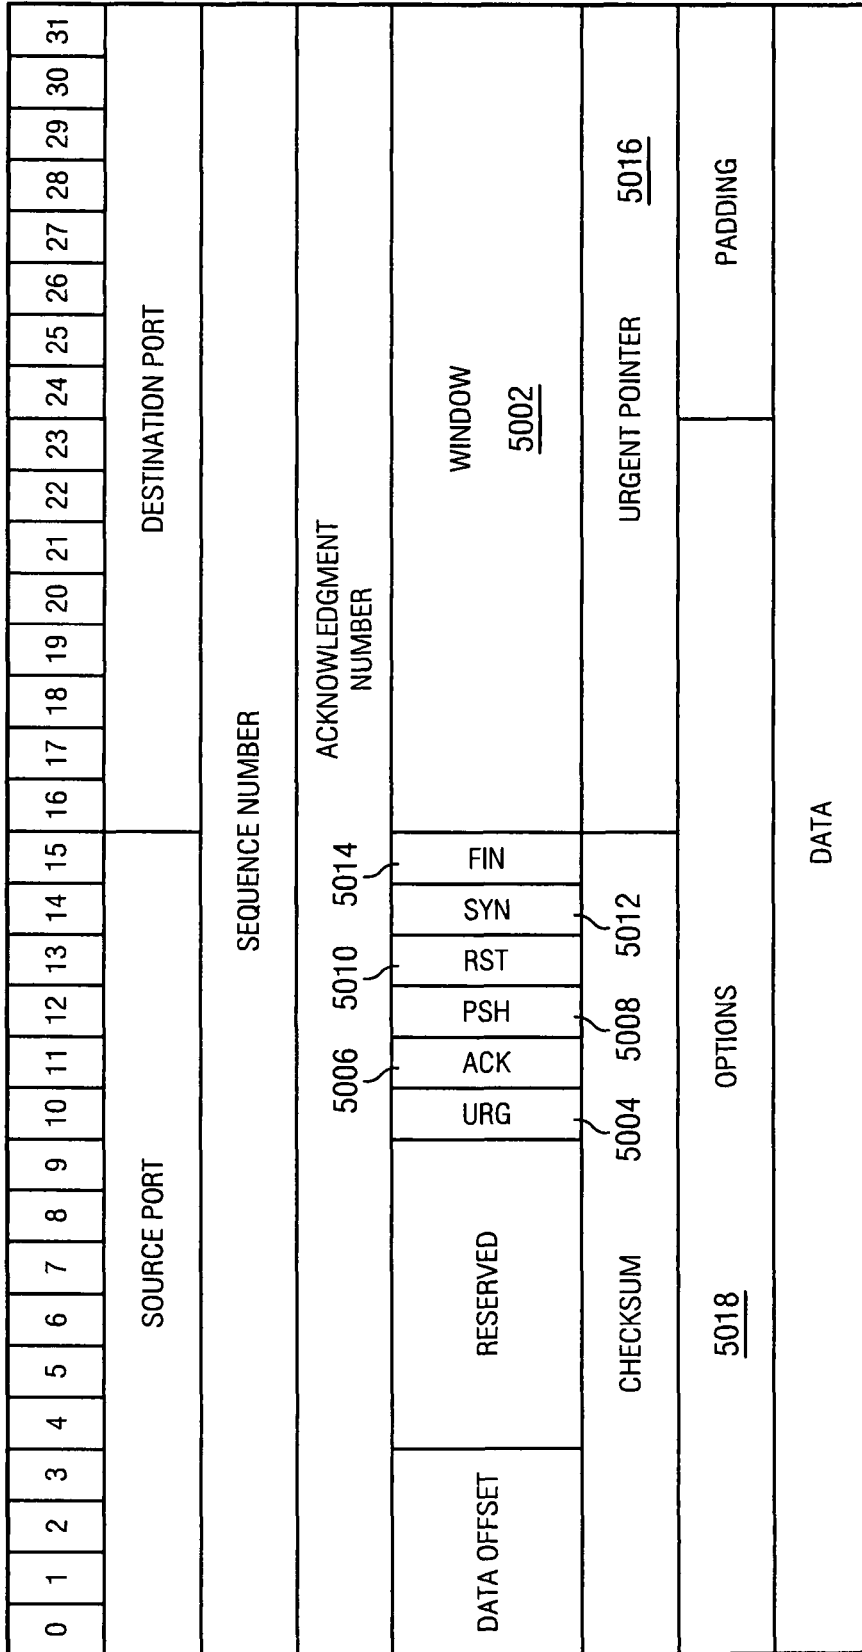 0 1 2 3 4 5 6 7 8 9 10 11 12 13 14 15 16 17 18 19 20 21 22 23 24 25 26 27 28 29 30 31
SOURCE PORT DESTINATION PORT
SEQUENCE NUMBER
ACKNOWLEDGMENT
NUMBER
5006 5010 5014
DATA OFFSET RESERVED URG ACK PSH RST SYN FIN WINDOW
5002
5004 5008 5012
CHECKSUM URGENT POINTER 5016
5018 OPTIONS PADDING
DATA